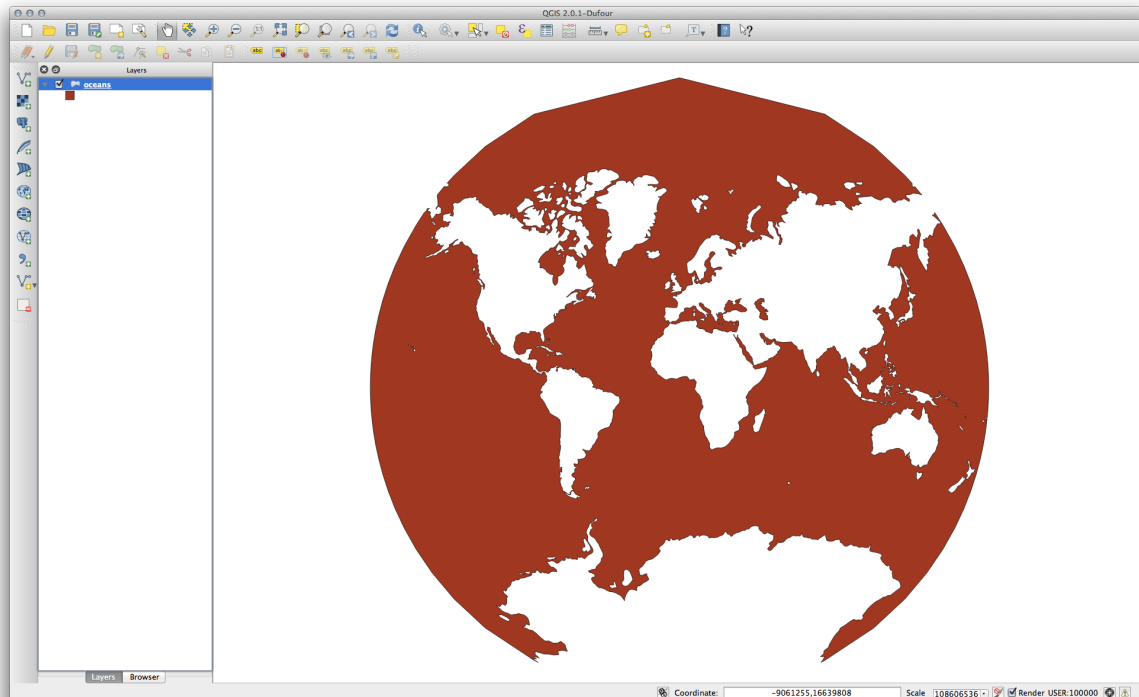 QGIS 2.0.1-Dufour
Layers
oceans
Layers Browser
Coordinate: -9061255,16639808 Scale 108606536 Render USER:100000